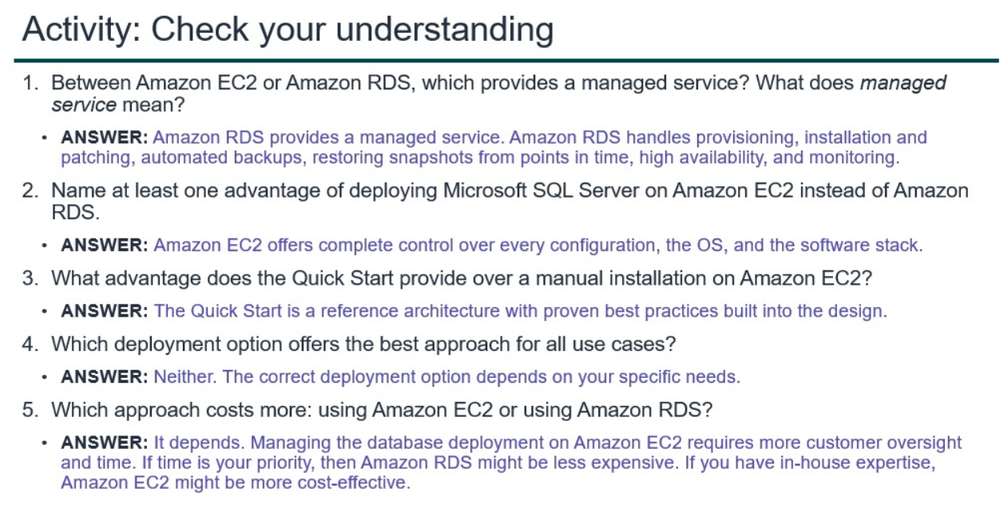 Activity: Check your understanding
1. Between Amazon EC2 or Amazon RDS, which provides a managed service? What does managed
service mean?
• ANSWER: Amazon RDS provides a managed service. Amazon RDS handles provisioning, installation and
patching, automated backups, restoring snapshots from points in time, high availability, and monitoring.
2. Name at least one advantage of deploying Microsoft SQL Server on Amazon EC2 instead of Amazon
RDS.
• ANSWER: Amazon EC2 offers complete control over every configuration, the OS, and the software stack.
3. What advantage does the Quick Start provide over a manual installation on Amazon EC2?
• ANSWER: The Quick Start is a reference architecture with proven best practices built into the design.
4. Which deployment option offers the best approach for all use cases?
• ANSWER: Neither. The correct deployment option depends on your specific needs.
5. Which approach costs more: using Amazon EC2 or using Amazon RDS?
• ANSWER: It depends. Managing the database deployment on Amazon EC2 requires more customer oversight
and time. If time is your priority, then Amazon RDS might be less expensive. If you have in-house expertise,
Amazon EC2 might be more cost-effective.